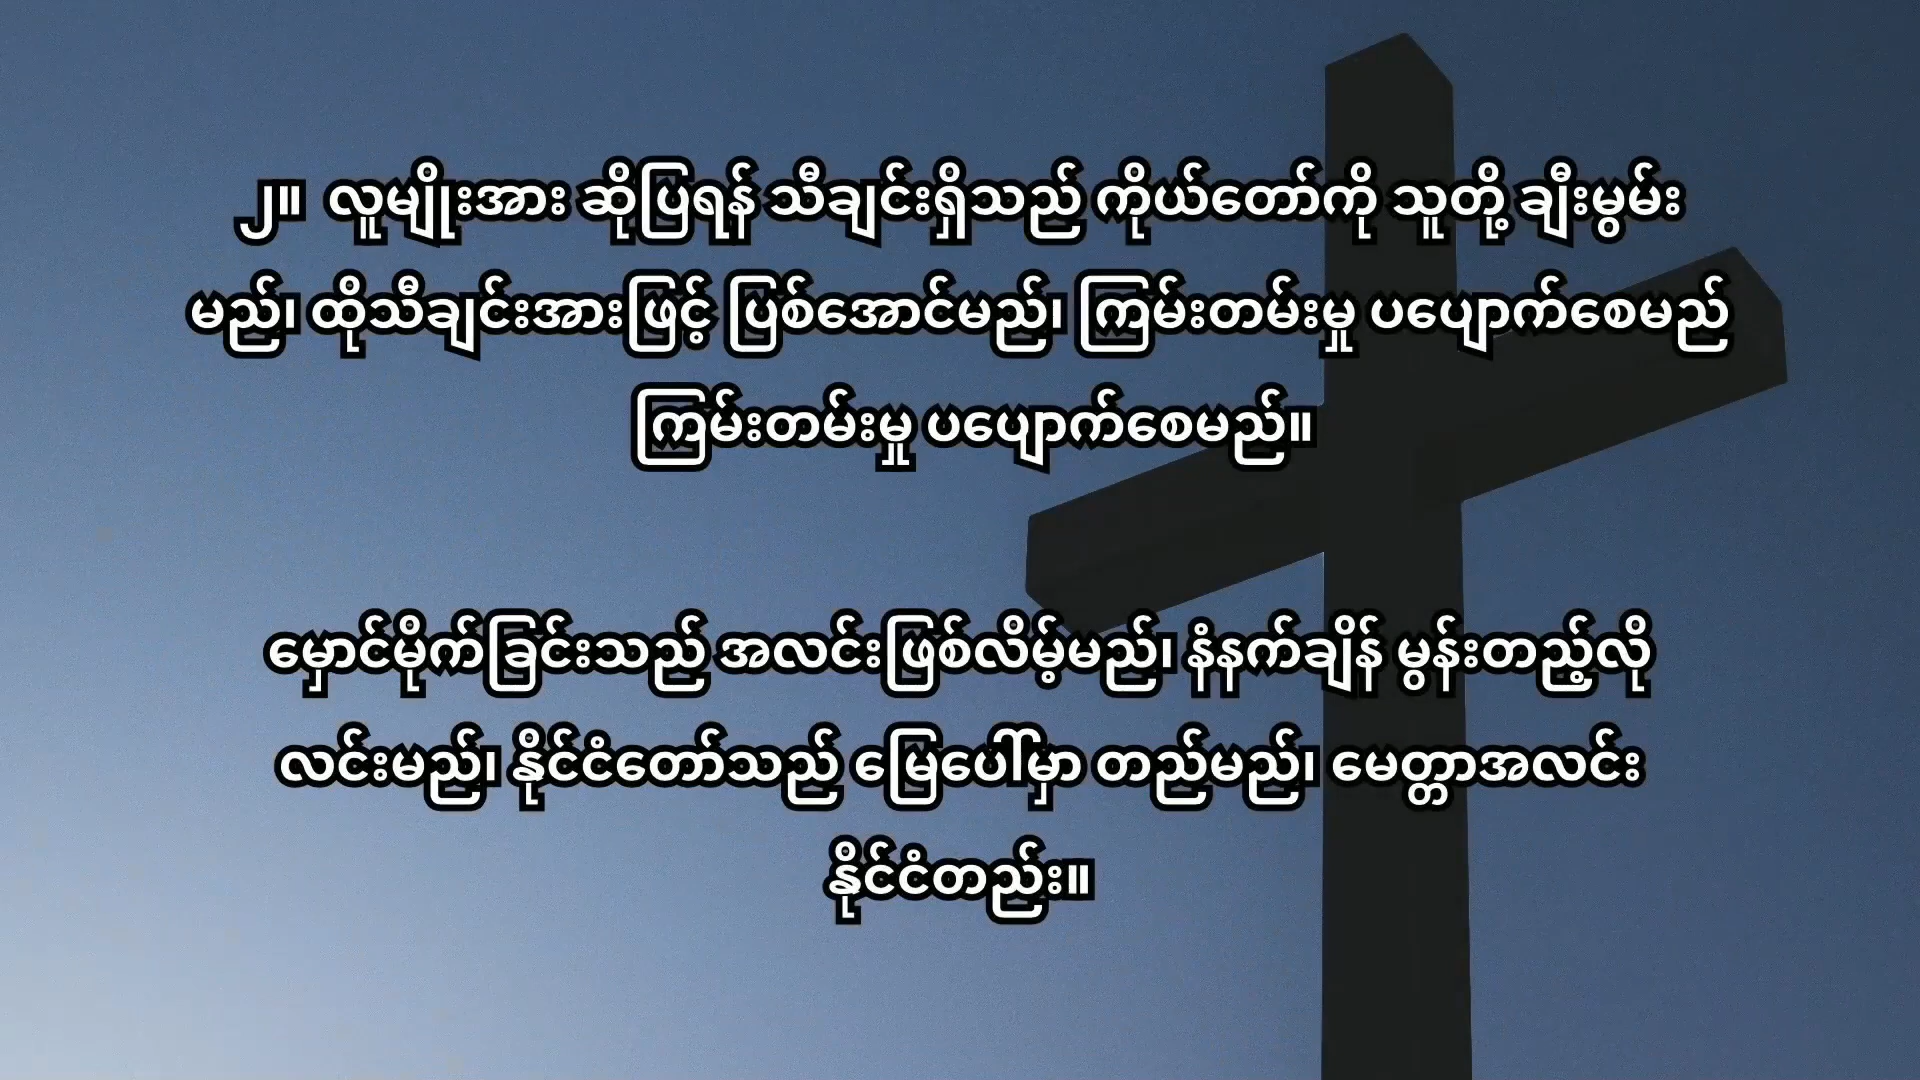 ၂။ လူမျိုးအား ဆိုပြရန် သီချင်းရှိသည် ကိုယ်တော်ကို သူတို့ ချီးမွမ်း
မည်၊ ထိုသီချင်းအားဖြင့် ပြစ်အောင်မည်၊ ကြမ်းတမ်းမှု ပပျောက်စေမည်
ကြမ်းတမ်းမှု ပပျောက်စေမည်။
မှောင်မိုက်ခြင်းသည် အလင်းဖြစ်လိမ့်မည်၊ နံနက်ချိန် မွန်းတည့်လို
လင်းမည်၊ နိုင်ငံတော်သည် မြေပေါ်မှာ တည်မည်၊ မေတ္တာအလင်း
နိုင်ငံတည်း။